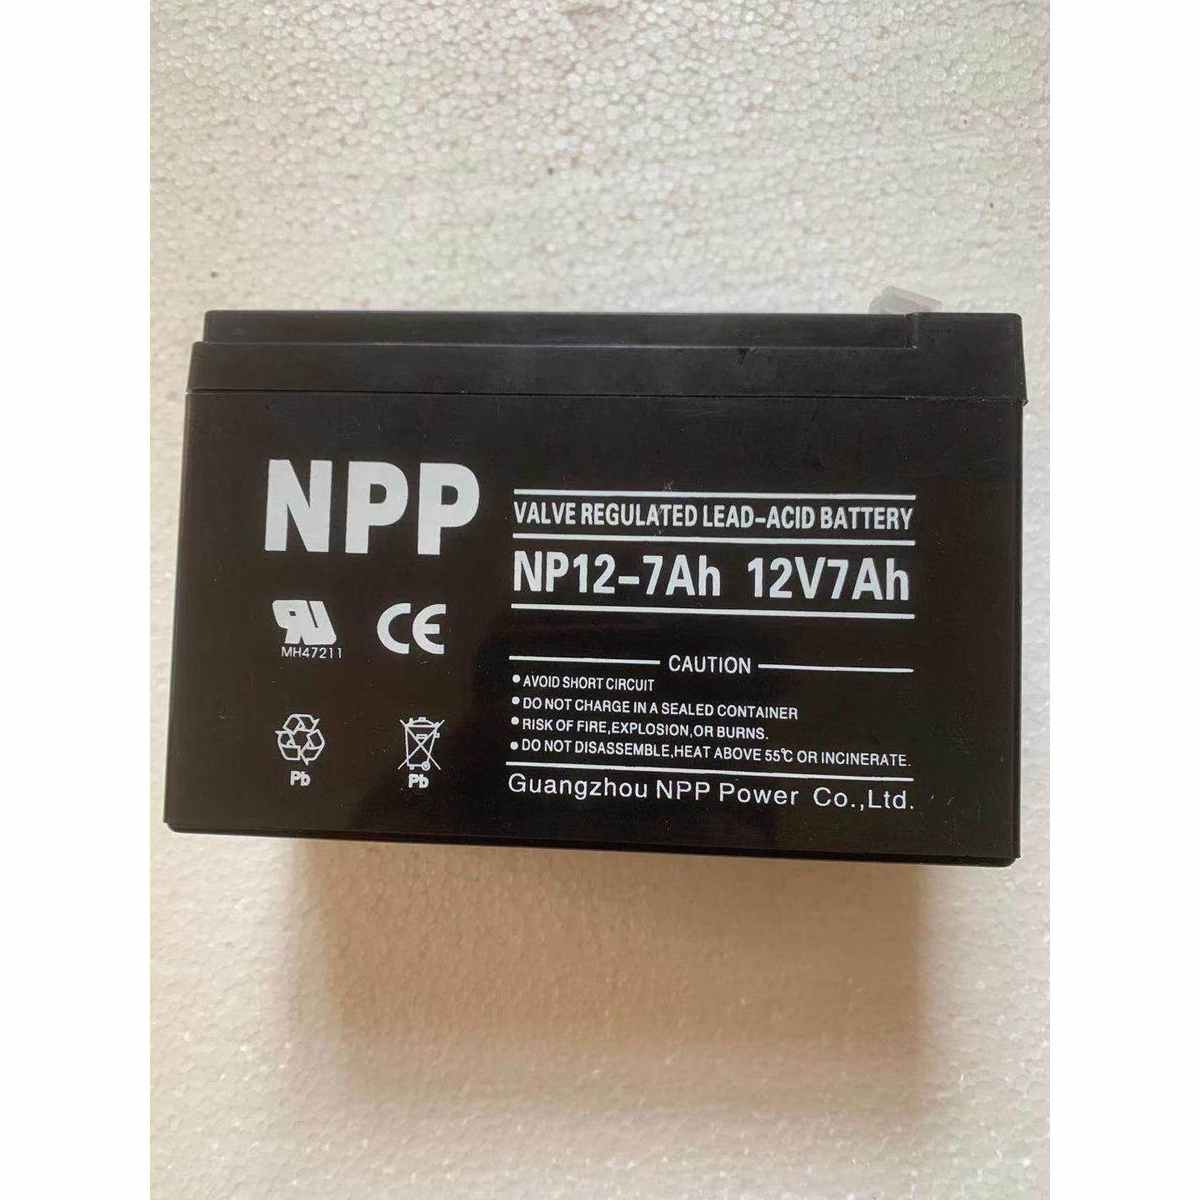 NPP
VALVE REGULATED LEAD-ACID BATTERY
NP12-7Ah 12V7Ah
RU
MH47211
CE
CAUTION
• AVOID SHORT CIRCUIT
• DO NOT CHARGE IN A SEALED CONTAINER
• RISK OF FIRE,EXPLOSION,OR BURNS.
• DO NOT DISASSEMBLE,HEAT ABOVE 55℃ OR INCINERATE.
Pb
Pb
Guangzhou NPP Power Co.,Ltd.